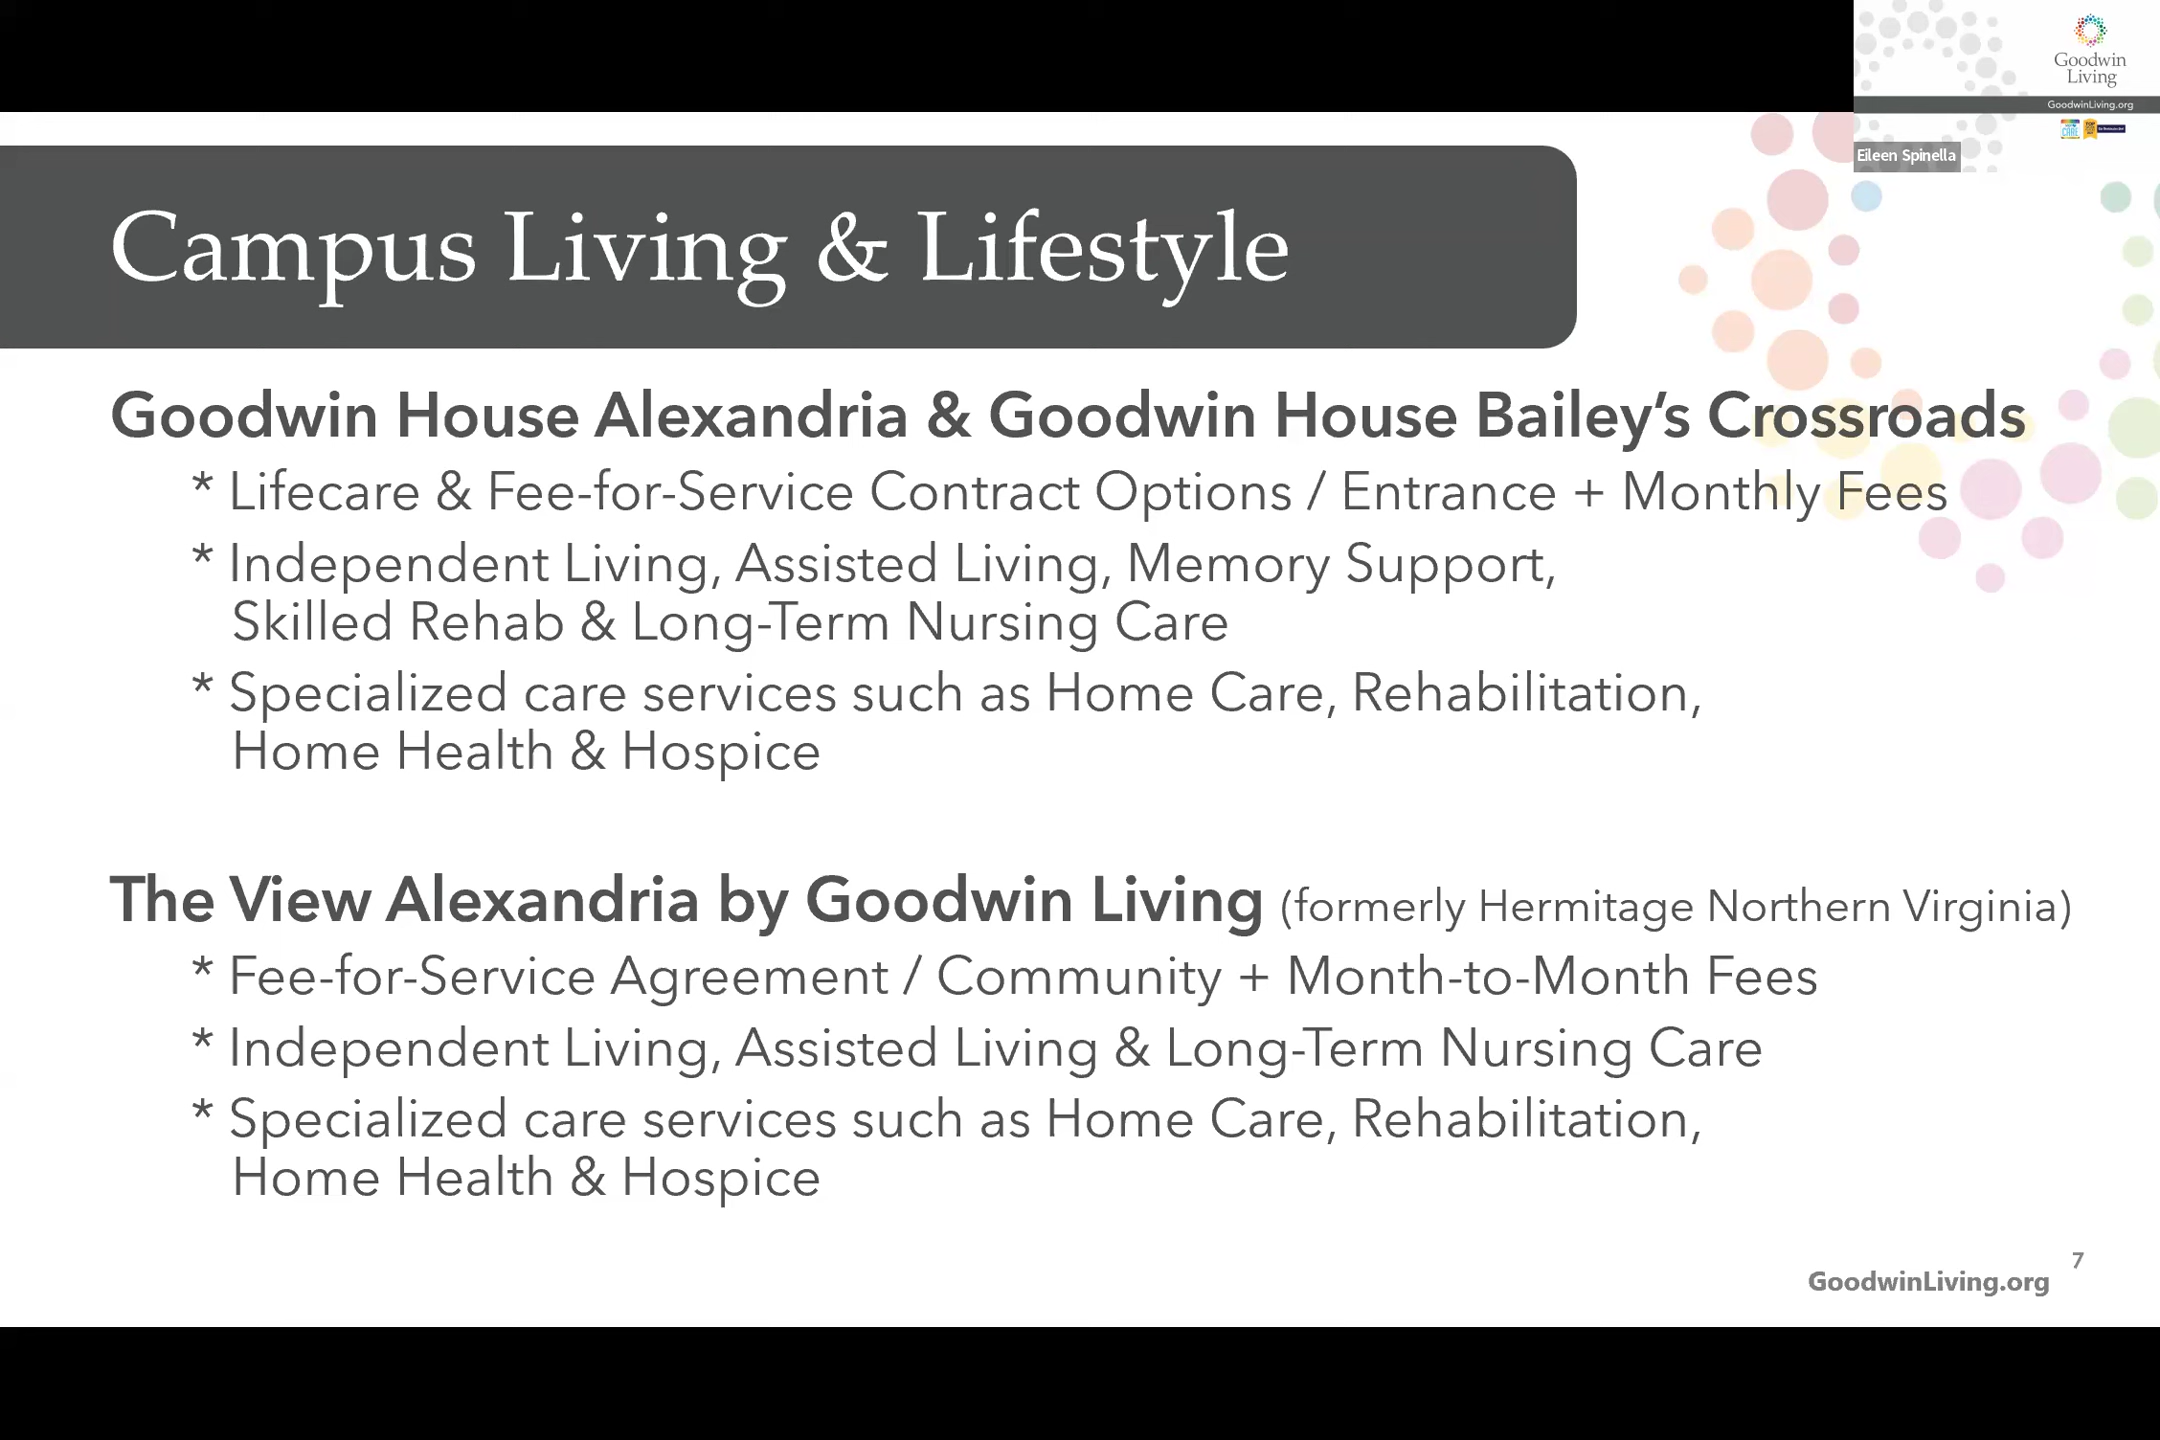 Goodwin
Living
GoodwinLiving.org
Eileen Spinella
Campus Living & Lifestyle
Goodwin House Alexandria & Goodwin House Bailey’s Crossroads
* Lifecare & Fee-for-Service Contract Options / Entrance + Monthly Fees
* Independent Living, Assisted Living, Memory Support,
Skilled Rehab & Long-Term Nursing Care
* Specialized care services such as Home Care, Rehabilitation,
Home Health & Hospice
The View Alexandria by Goodwin Living (formerly Hermitage Northern Virginia)
* Fee-for-Service Agreement / Community + Month-to-Month Fees
* Independent Living, Assisted Living & Long-Term Nursing Care
* Specialized care services such as Home Care, Rehabilitation,
Home Health & Hospice
7
GoodwinLiving.org